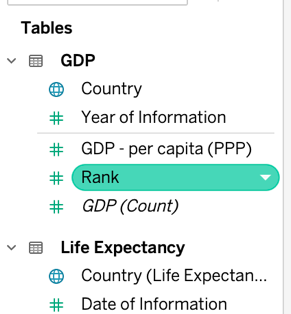 Tables
GDP
Country
Year of Information
GDP - per capita (PPP)
Rank
GDP (Count)
Life Expectancy
Country (Life Expectan...
Date of Information